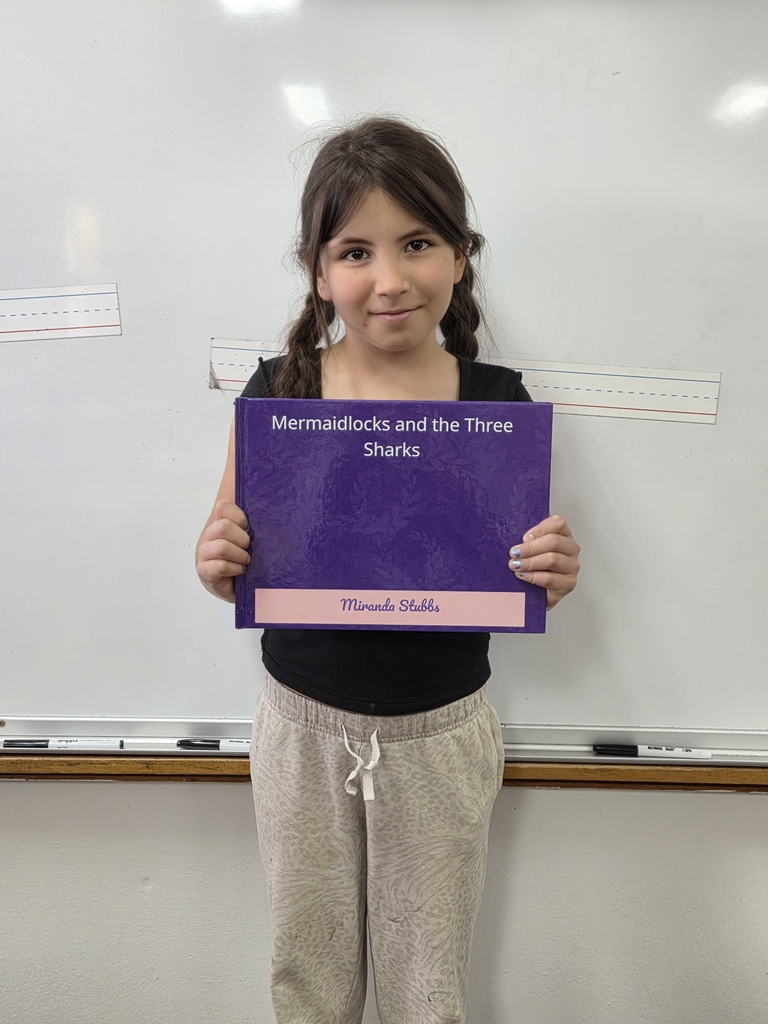 Mermaidlocks and the Three
Sharks
Miranda Stubbs